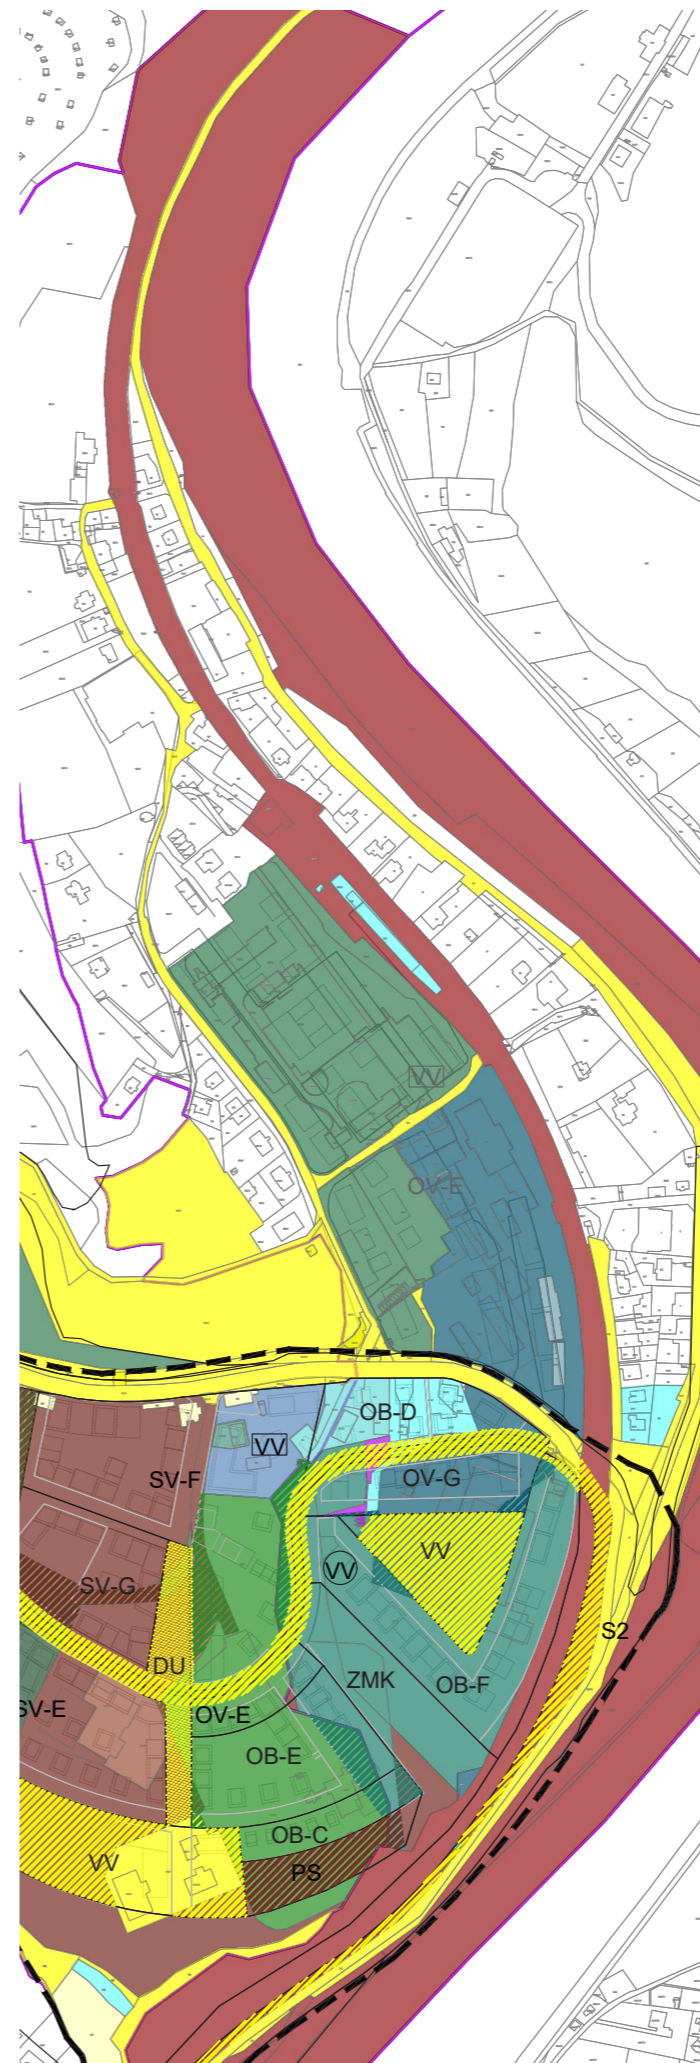 VV
OV-E
OB-D
VV
SV-F
OV-G
VV
VV
SV-G
S2
DU
ZMK
OB-F
SV-E
OV-E
OB-E
OB-C
VV
PS